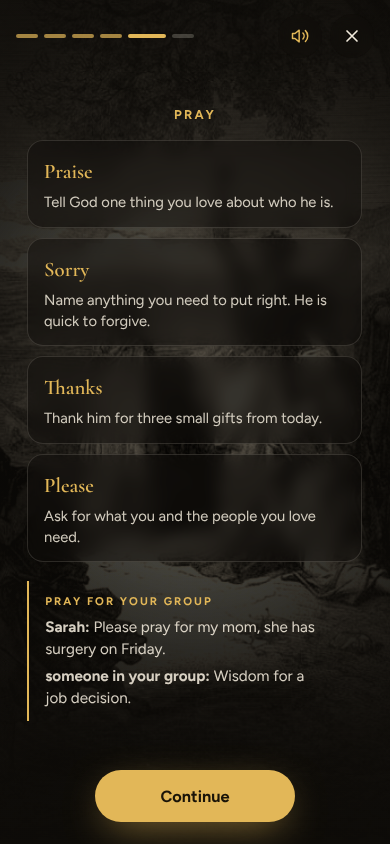 PRAY
Praise
Tell God one thing you love about who he is.
Sorry
Name anything you need to put right. He is
quick to forgive.
Thanks
Thank him for three small gifts from today.
Please
Ask for what you and the people you love
need.
PRAY FOR YOUR GROUP
Sarah: Please pray for my mom, she has
surgery on Friday.
someone in your group: Wisdom for a
job decision.
Continue